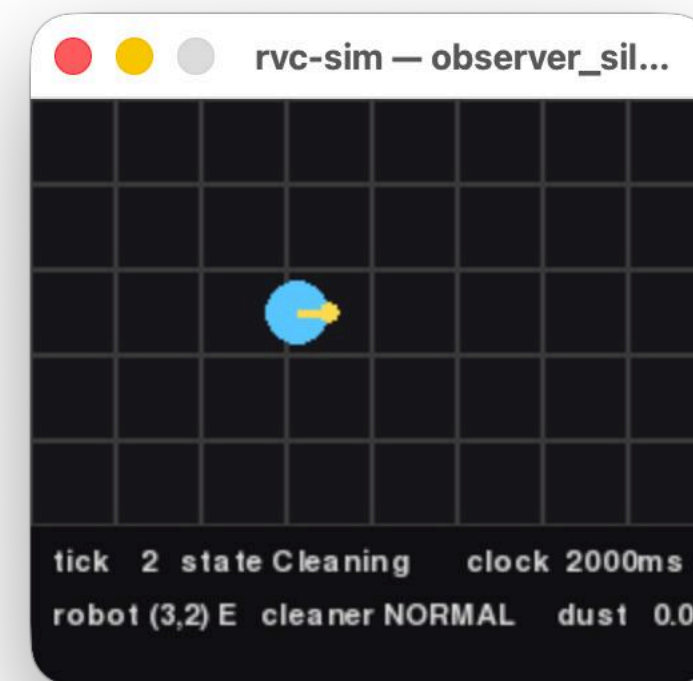 rvc-sim — observer_sil...
tick 2 state Cleaning clock 2000ms
robot (3,2) E cleaner NORMAL dust 0.0